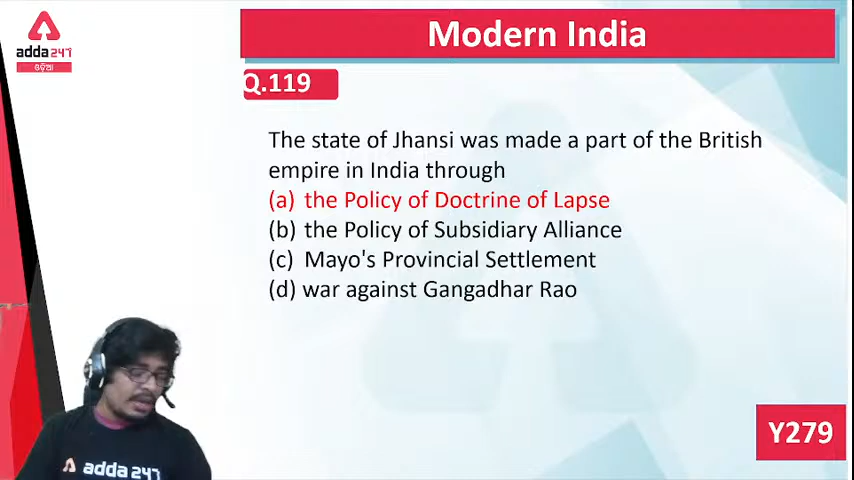 adda247
ଓଡ଼ିଆ
Modern India
Q.119
The state of Jhansi was made a part of the British
empire in India through
(a) the Policy of Doctrine of Lapse
(b) the Policy of Subsidiary Alliance
(c) Mayo's Provincial Settlement
(d) war against Gangadhar Rao
adda247
Y279